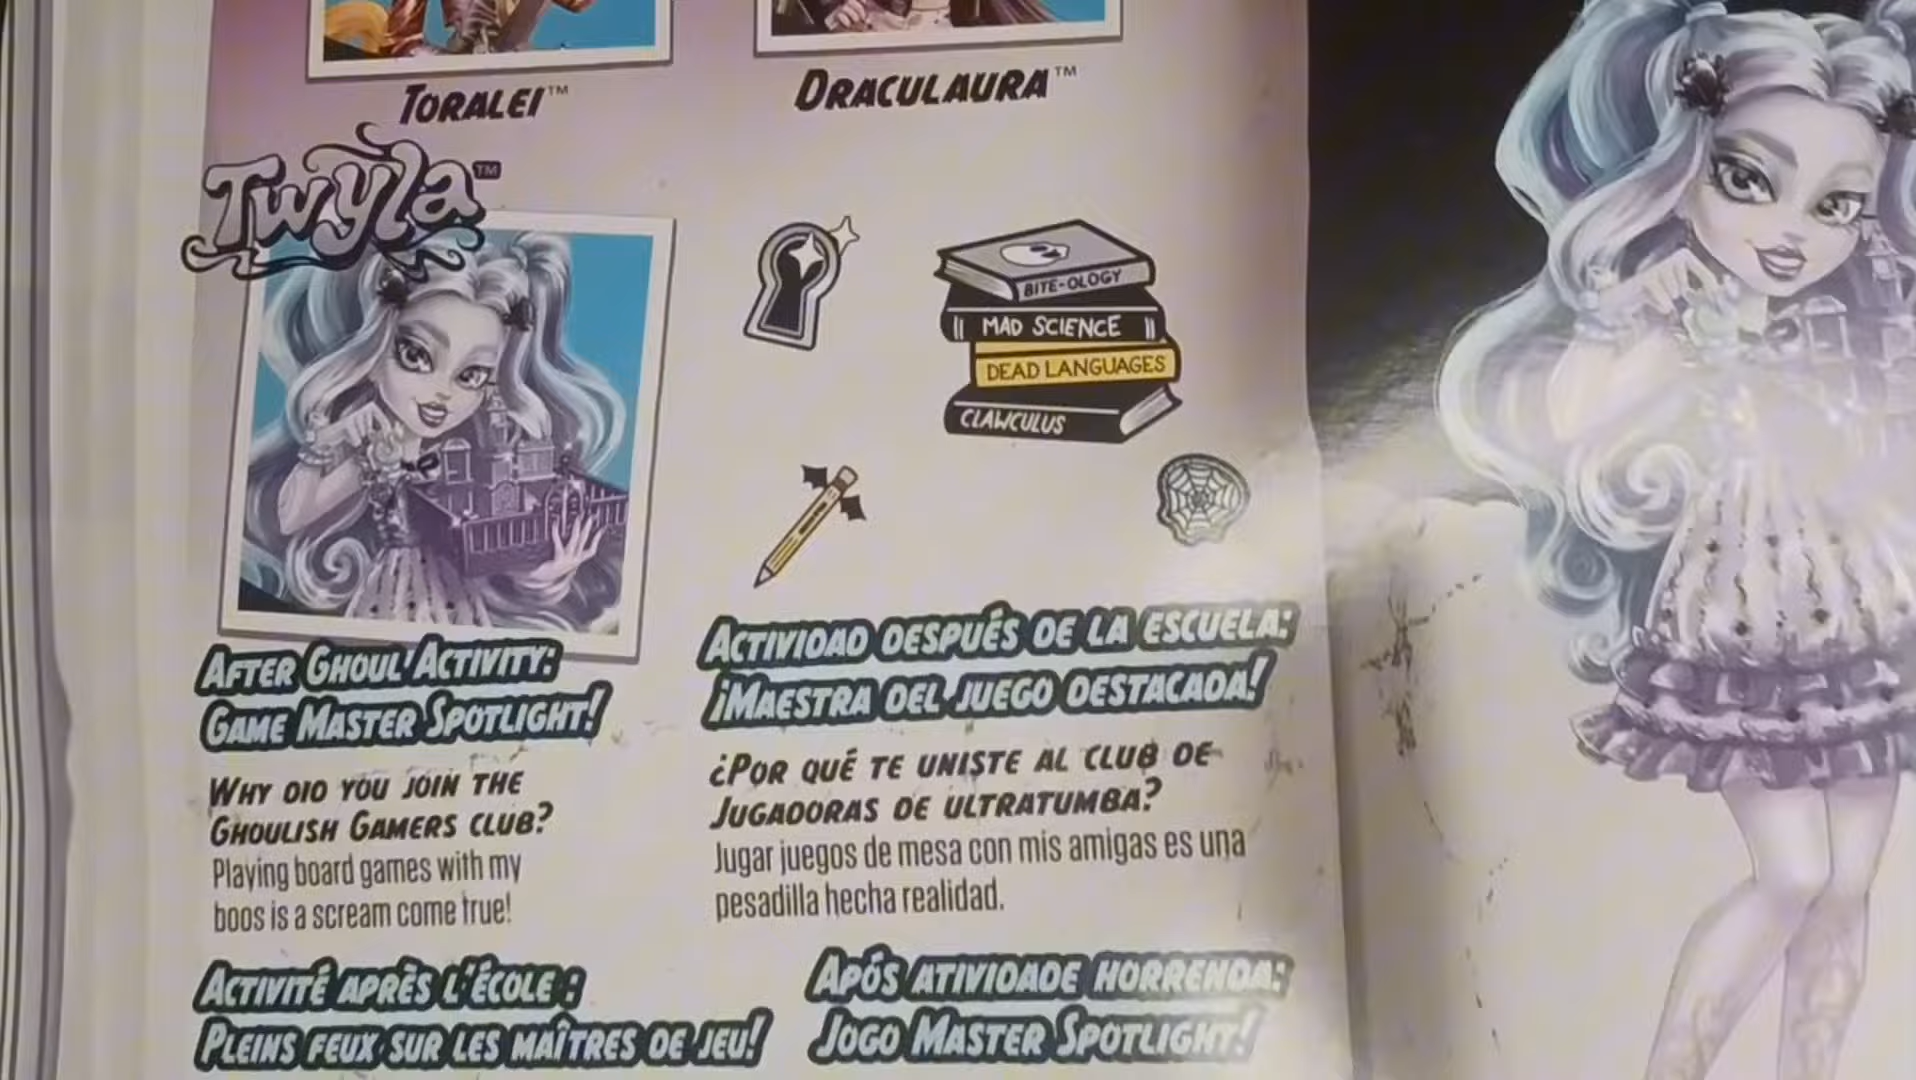 TORALEI™
DRACULAURA™
Twyla™
BITE-OLOGY
MAD SCIENCE
DEAD LANGUAGES
CLAWCULUS
AFTER GHOUL ACTIVITY:
GAME MASTER SPOTLIGHT!
WHY DID YOU JOIN THE
GHOULISH GAMERS CLUB?
Playing board games with my
boos is a scream come true!
ACTIVIDAD DESPUÉS DE LA ESCUELA:
¡MAESTRA DEL JUEGO DESTACADA!
¿POR QUÉ TE UNISTE AL CLUB DE
JUGADORAS DE ULTRATUMBA?
Jugar juegos de mesa con mis amigas es una
pesadilla hecha realidad.
ACTIVITÉ APRÈS L'ÉCOLE :
PLEINS FEUX SUR LES MAÎTRES DE JEU!
APÓS ATIVIDADE HORRENDA:
JOGO MASTER SPOTLIGHT!